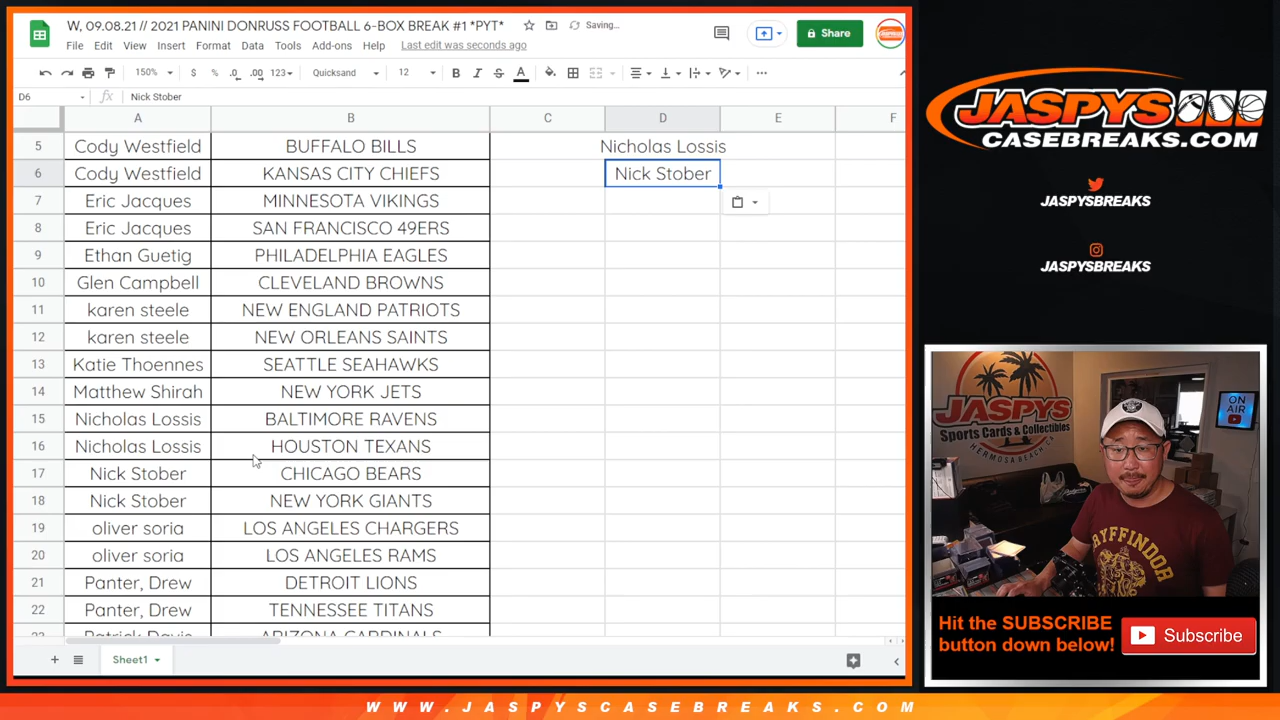 W, 09.08.21 // 2021 PANINI DONRUSS FOOTBALL 6-BOX BREAK #1 *PYT*
Saving...
File Edit View Insert Format Data Tools Add-ons Help Last edit was seconds ago
Share
150% $ % .0 .00 123 Quicksand 12 B I S A
D6 fx Nick Stober
A B C D E F
5 Cody Westfield BUFFALO BILLS Nicholas Lossis
6 Cody Westfield KANSAS CITY CHIEFS Nick Stober
7 Eric Jacques MINNESOTA VIKINGS
8 Eric Jacques SAN FRANCISCO 49ERS
9 Ethan Guetig PHILADELPHIA EAGLES
10 Glen Campbell CLEVELAND BROWNS
11 karen steele NEW ENGLAND PATRIOTS
12 karen steele NEW ORLEANS SAINTS
13 Katie Thoennes SEATTLE SEAHAWKS
14 Matthew Shirah NEW YORK JETS
15 Nicholas Lossis BALTIMORE RAVENS
16 Nicholas Lossis HOUSTON TEXANS
17 Nick Stober CHICAGO BEARS
18 Nick Stober NEW YORK GIANTS
19 oliver soria LOS ANGELES CHARGERS
20 oliver soria LOS ANGELES RAMS
21 Panter, Drew DETROIT LIONS
22 Panter, Drew TENNESSEE TITANS
Patrick Davis ARIZONA CARDINALS
Sheet1
JASPYS
CASEBREAKS.COM
JASPYSBREAKS
JASPYSBREAKS
JASPYS
Sports Cards & Collectibles
HERMOSA BEACH, CA
ON
AIR
GRYFFINDOR
Hit the SUBSCRIBE
button down below!
Subscribe
WWW.JASPYSCASEBREAKS.COM